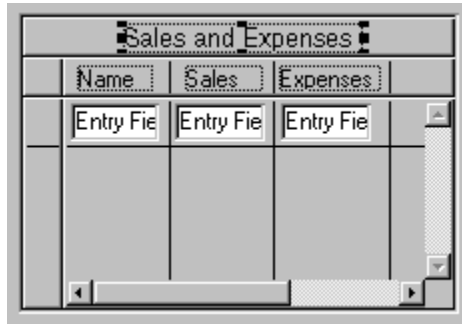 Sales and Expenses
Name Sales Expenses
Entry Fie Entry Fie Entry Fie